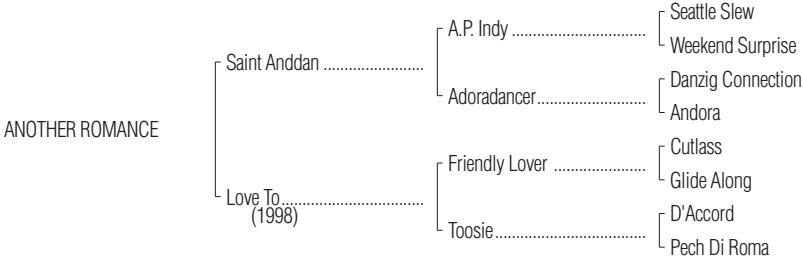 Seattle Slew
A.P. Indy
Weekend Surprise
Saint Anddan
Danzig Connection
Adoradancer
Andora
ANOTHER ROMANCE
Cutlass
Friendly Lover
Glide Along
Love To
(1998)
D'Accord
Toosie
Pech Di Roma